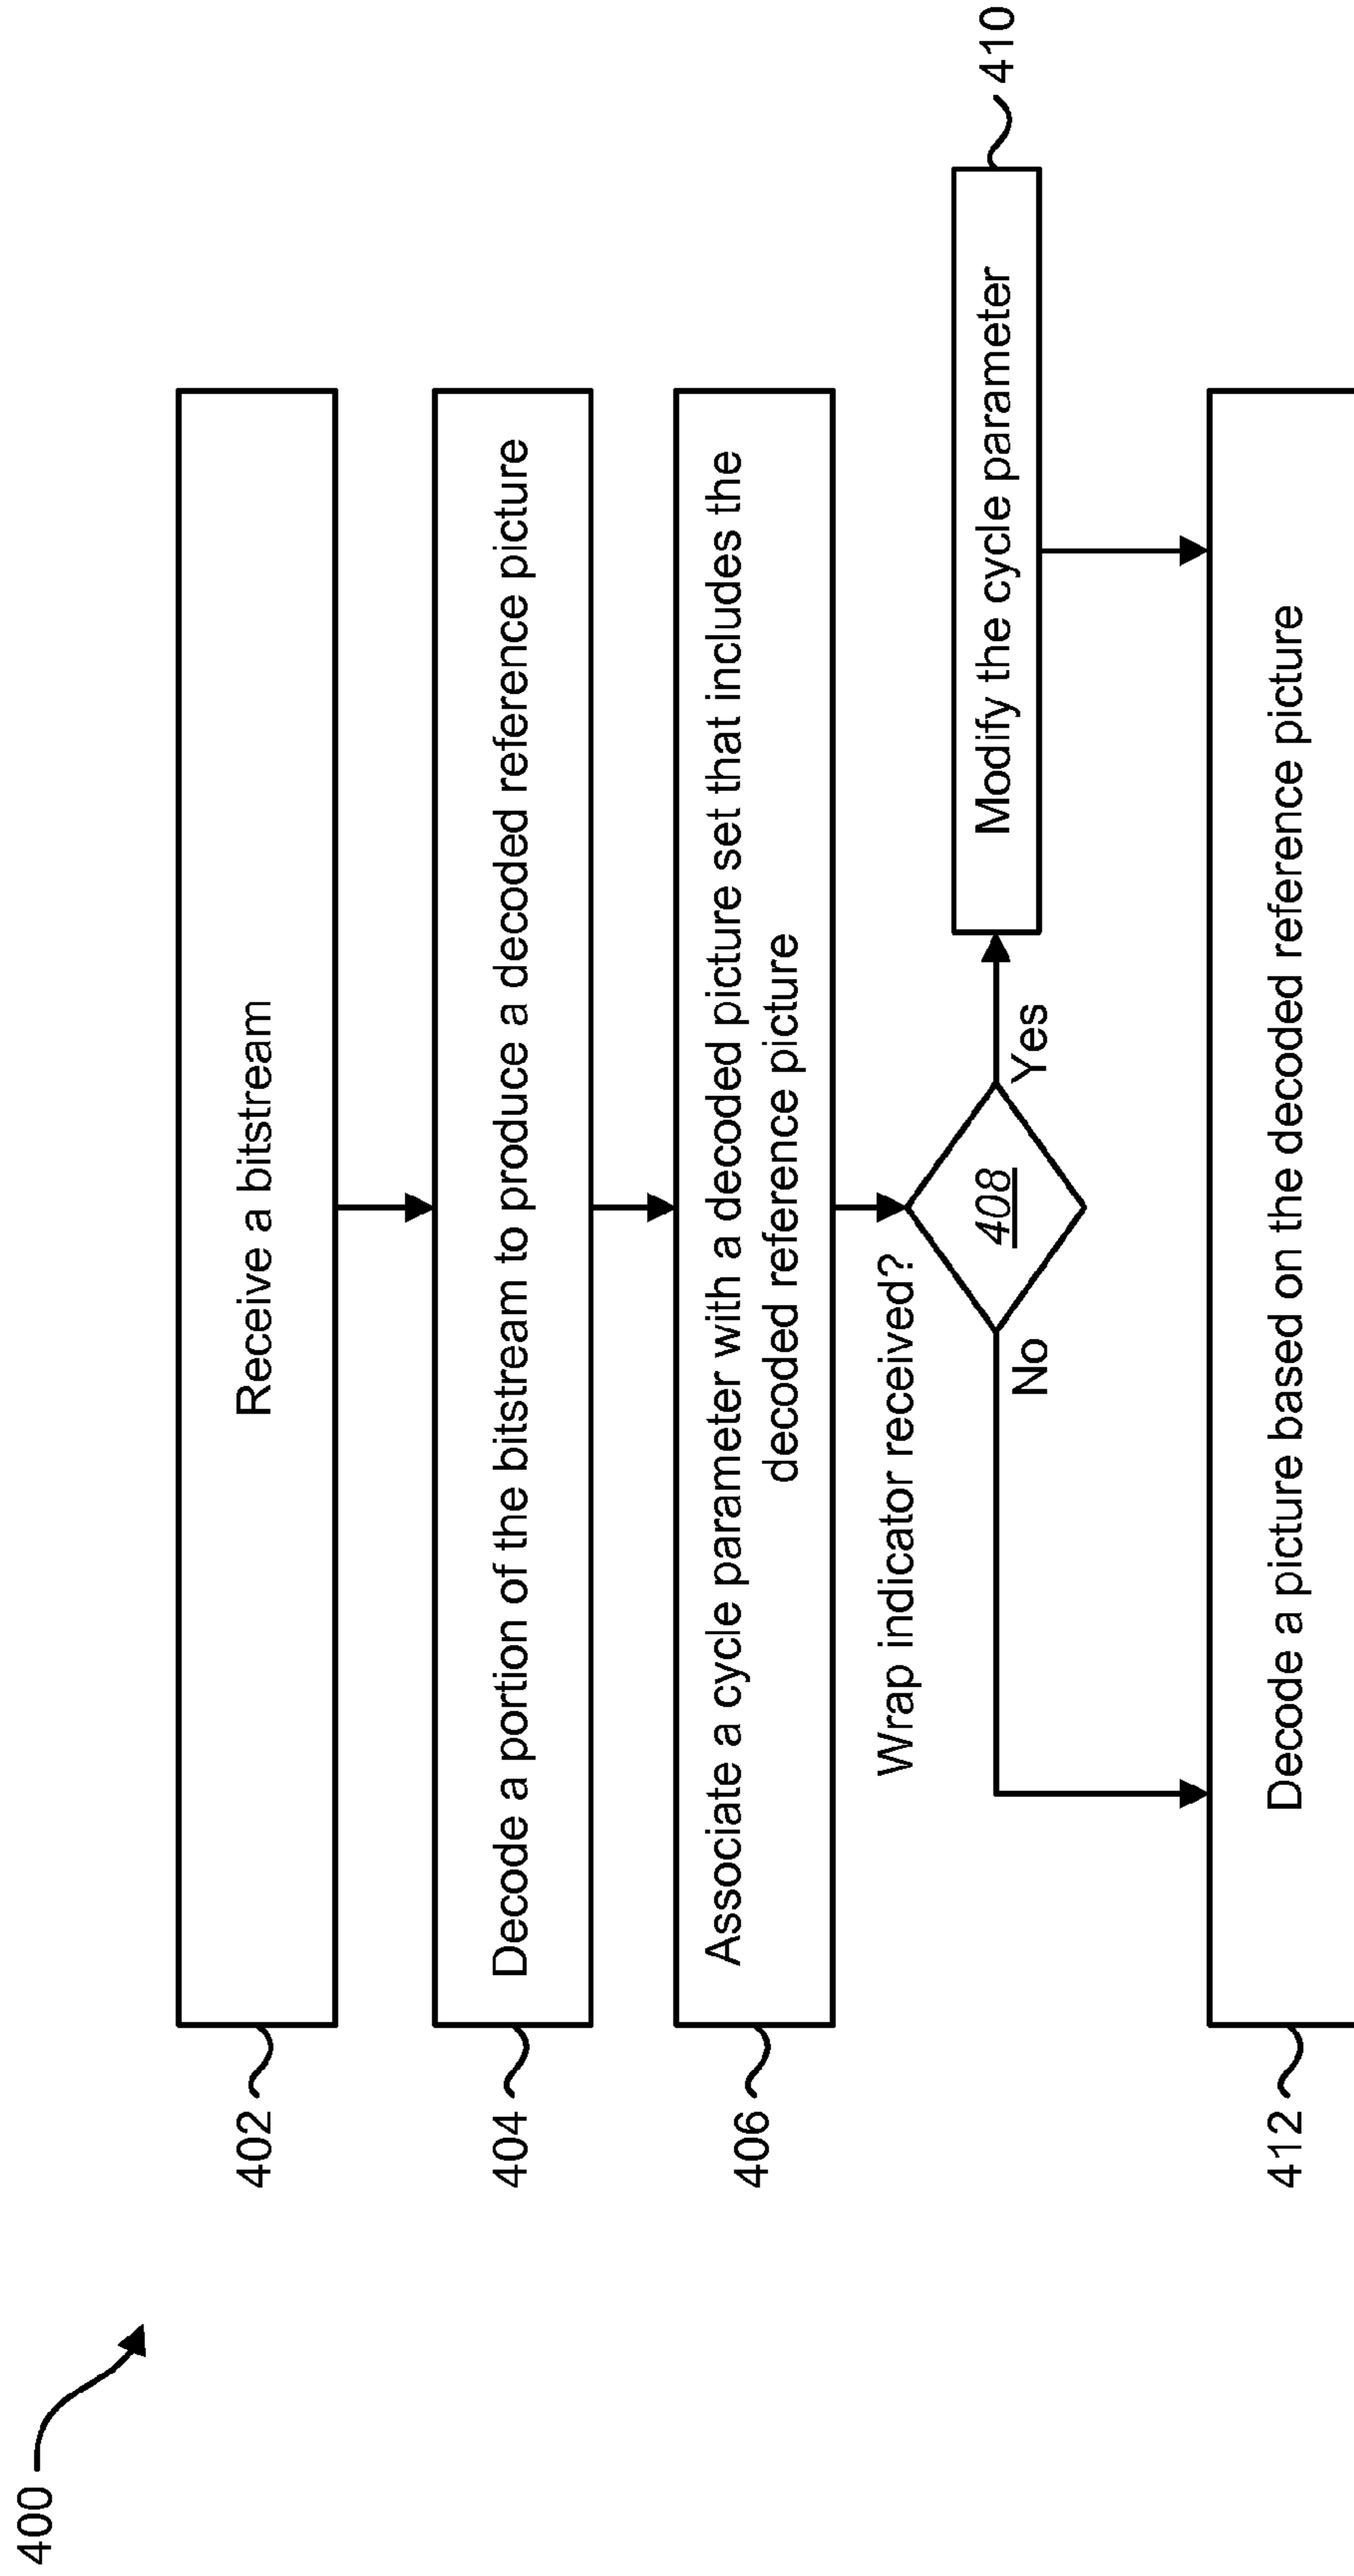 400
402
Receive a bitstream
404
Decode a portion of the bitstream to produce a decoded reference picture
406
Associate a cycle parameter with a decoded picture set that includes the
decoded reference picture
Wrap indicator received?
408
No
Yes
Modify the cycle parameter
410
412
Decode a picture based on the decoded reference picture